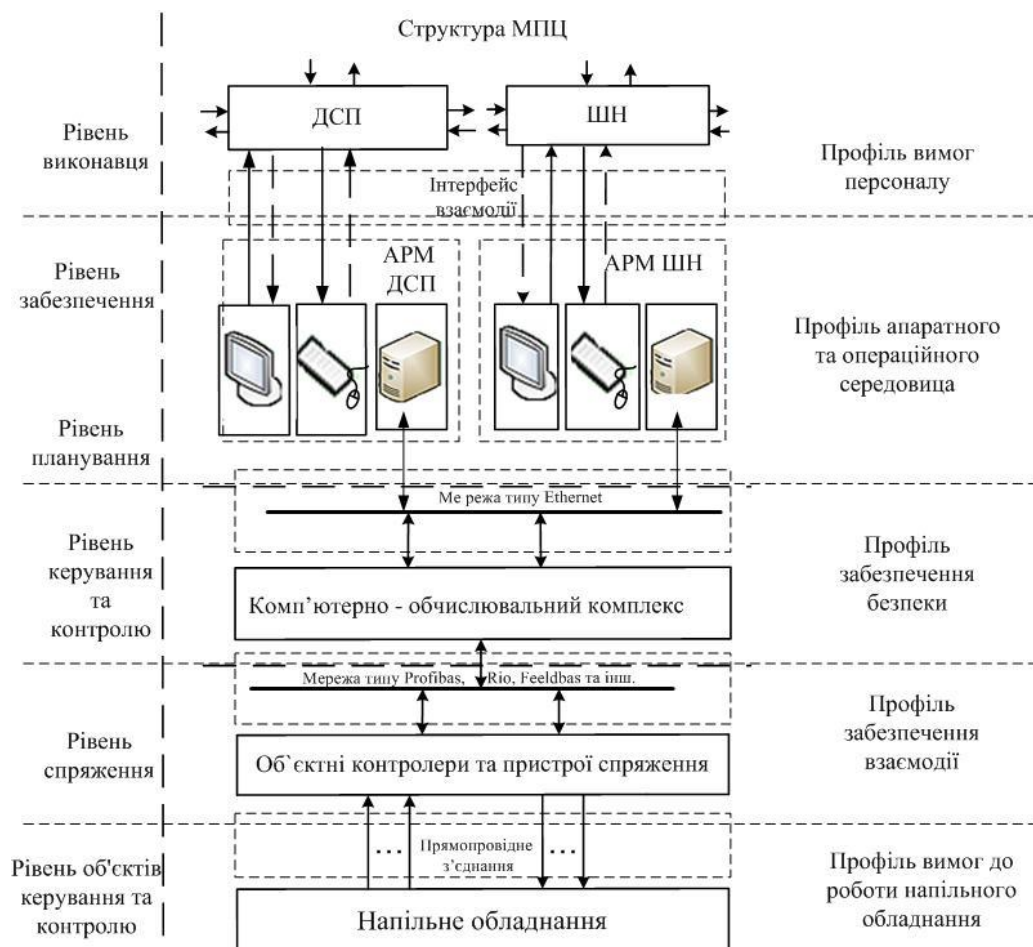 Структура МПЦ
ДСП
ШН
Рівень
виконавця
Інтерфейс
взаємодії
Профіль вимог
персоналу
Рівень
забезпечення
АРМ
ДСП
АРМ ШН
Профіль апаратного
та операційного
середовица
Рівень
планування
Ме режа типу Ethernet
Рівень
керування
та
контролю
Комп’ютерно - обчислювальний комплекс
Профіль
забезпечення
безпеки
Мережа типу Profibas, Rio, Feeldbas та інш.
Рівень
спряження
Об`єктні контролери та пристрої спряження
Профіль
забезпечення
взаємодії
Рівень об'єктів
керування та
контролю
... Прямопровідне ...
з’єднання
Напільне обладнання
Профіль вимог до
роботи напільного
обладнання